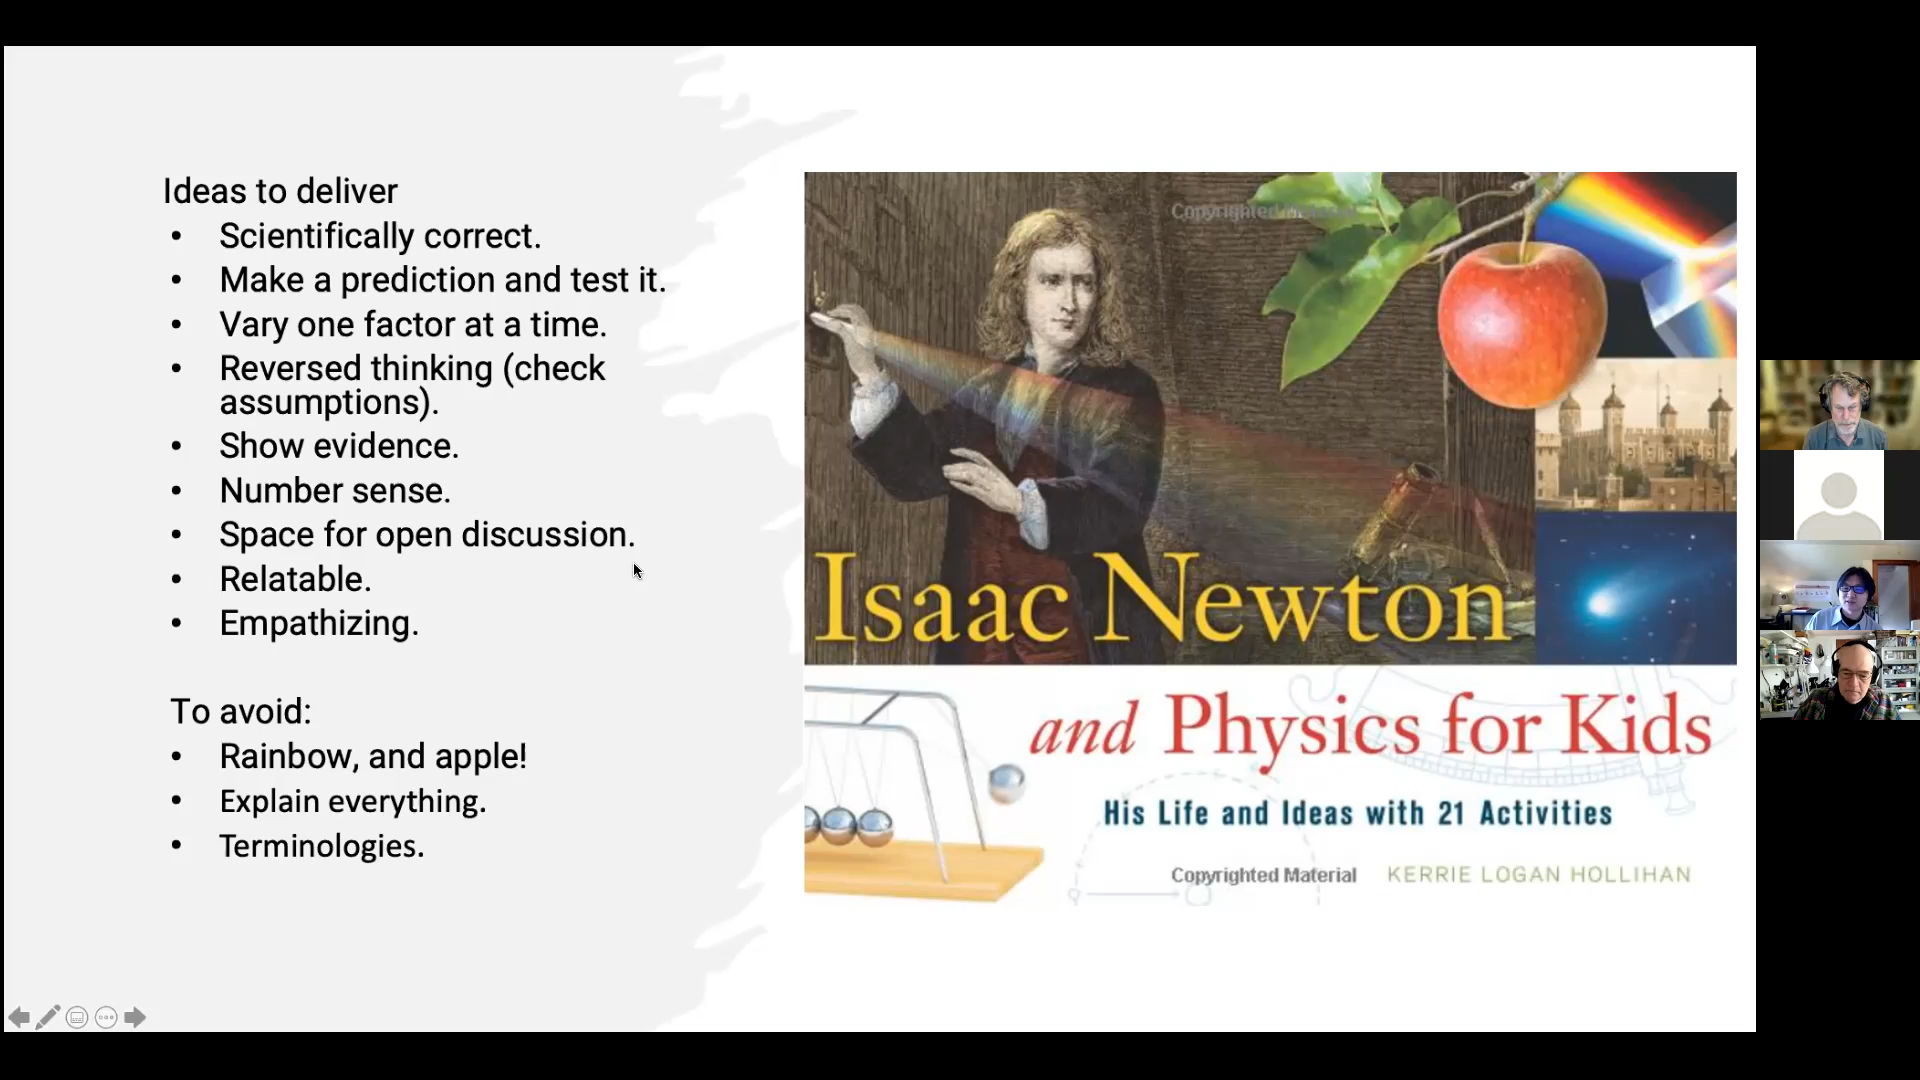 Ideas to deliver
• Scientifically correct.
• Make a prediction and test it.
• Vary one factor at a time.
• Reversed thinking (check
assumptions).
• Show evidence.
• Number sense.
• Space for open discussion.
• Relatable.
• Empathizing.
To avoid:
• Rainbow, and apple!
• Explain everything.
• Terminologies.
Copyrighted Material
Isaac Newton
and Physics for Kids
His Life and Ideas with 21 Activities
Copyrighted Material KERRIE LOGAN HOLLIHAN